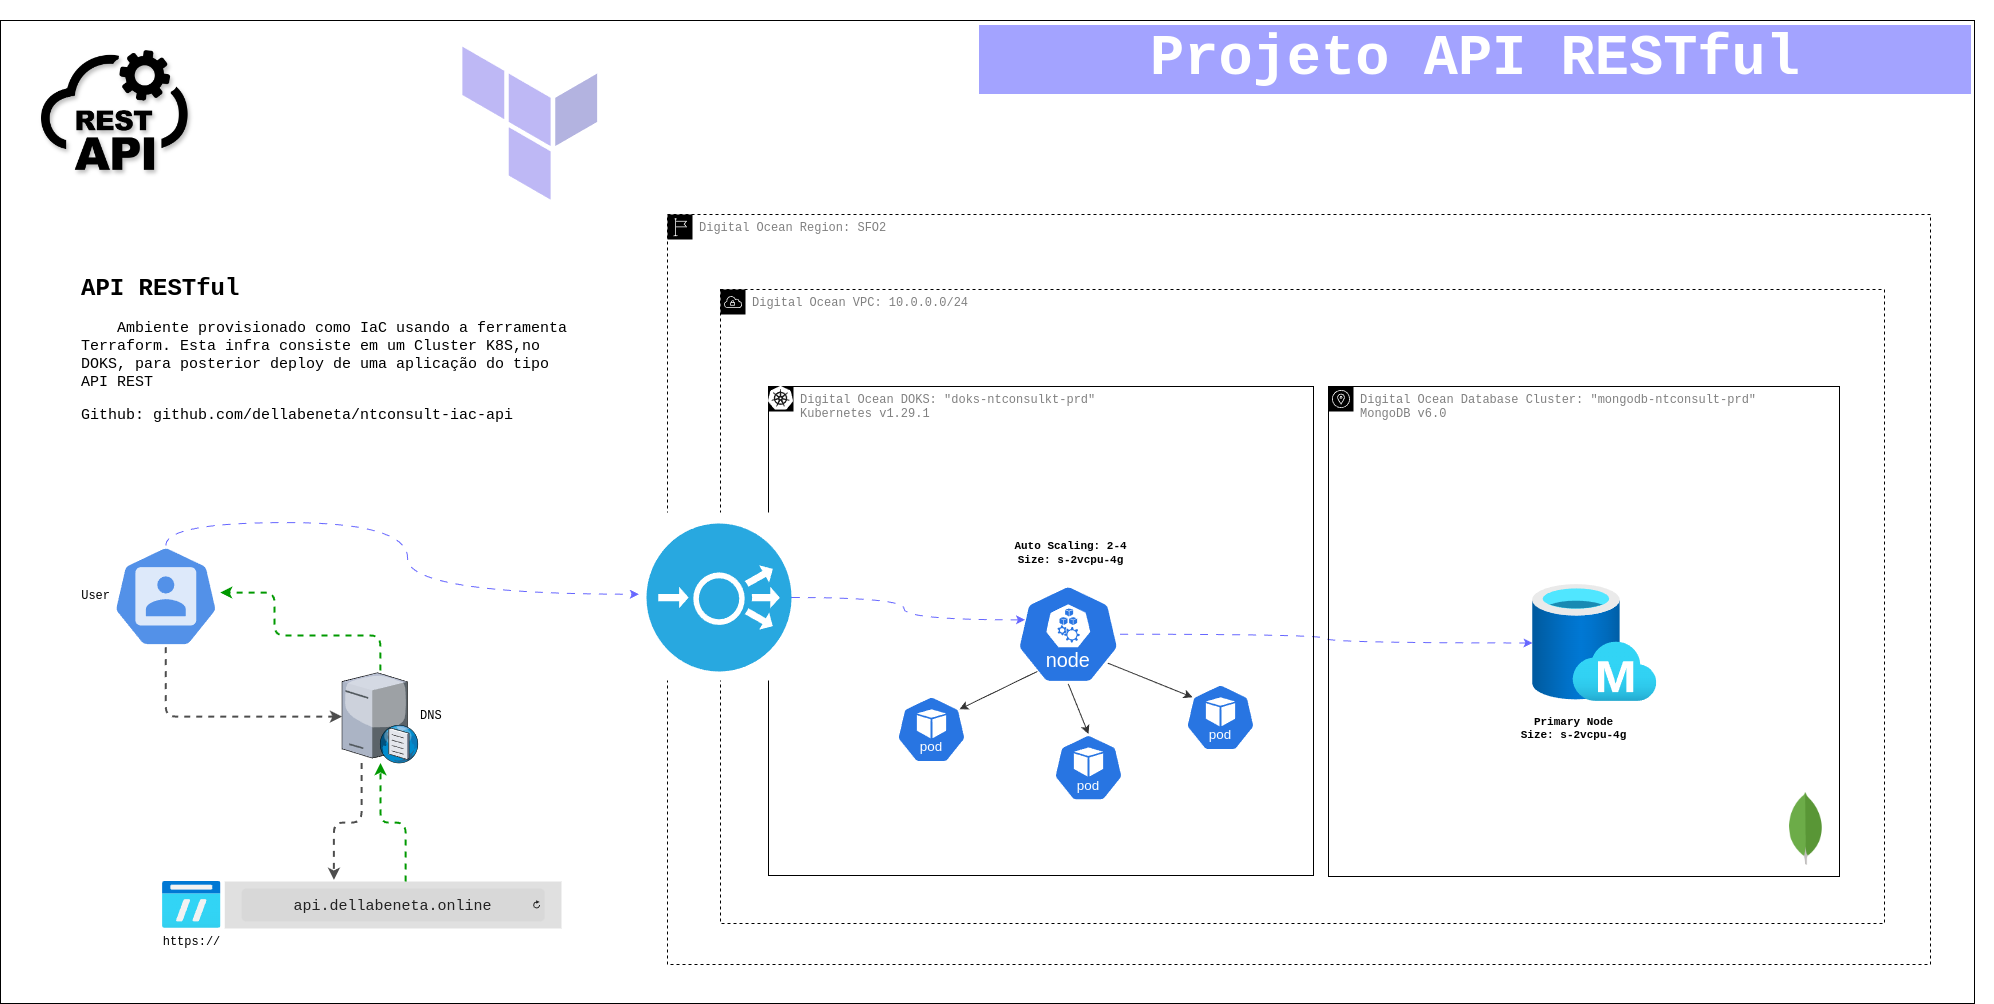 Projeto API RESTful
REST
API
Digital Ocean Region: SFO2
API RESTful
Digital Ocean VPC: 10.0.0.0/24
Ambiente provisionado como IaC usando a ferramenta
Terraform. Esta infra consiste em um Cluster K8S,no
DOKS, para posterior deploy de uma aplicação do tipo
API REST
Github: github.com/dellabeneta/ntconsult-iac-api
Digital Ocean DOKS: "doks-ntconsulkt-prd"
Kubernetes v1.29.1
Digital Ocean Database Cluster: "mongodb-ntconsult-prd"
MongoDB v6.0
Auto Scaling: 2-4
Size: s-2vcpu-4g
User
node
M
DNS
pod
pod
pod
Primary Node
Size: s-2vcpu-4g
api.dellabeneta.online
https://